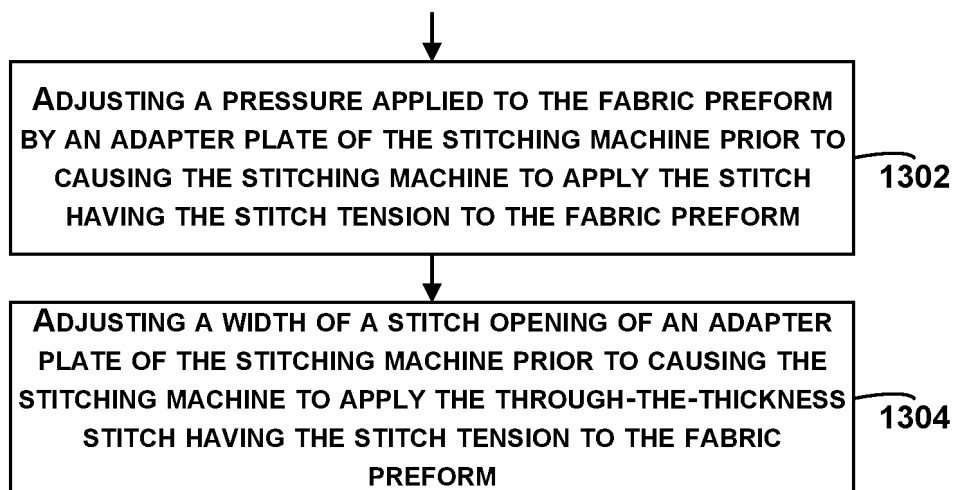 ADJUSTING A PRESSURE APPLIED TO THE FABRIC PREFORM
BY AN ADAPTER PLATE OF THE STITCHING MACHINE PRIOR TO
CAUSING THE STITCHING MACHINE TO APPLY THE STITCH
HAVING THE STITCH TENSION TO THE FABRIC PREFORM
1302
ADJUSTING A WIDTH OF A STITCH OPENING OF AN ADAPTER
PLATE OF THE STITCHING MACHINE PRIOR TO CAUSING THE
STITCHING MACHINE TO APPLY THE THROUGH-THE-THICKNESS
STITCH HAVING THE STITCH TENSION TO THE FABRIC
PREFORM
1304